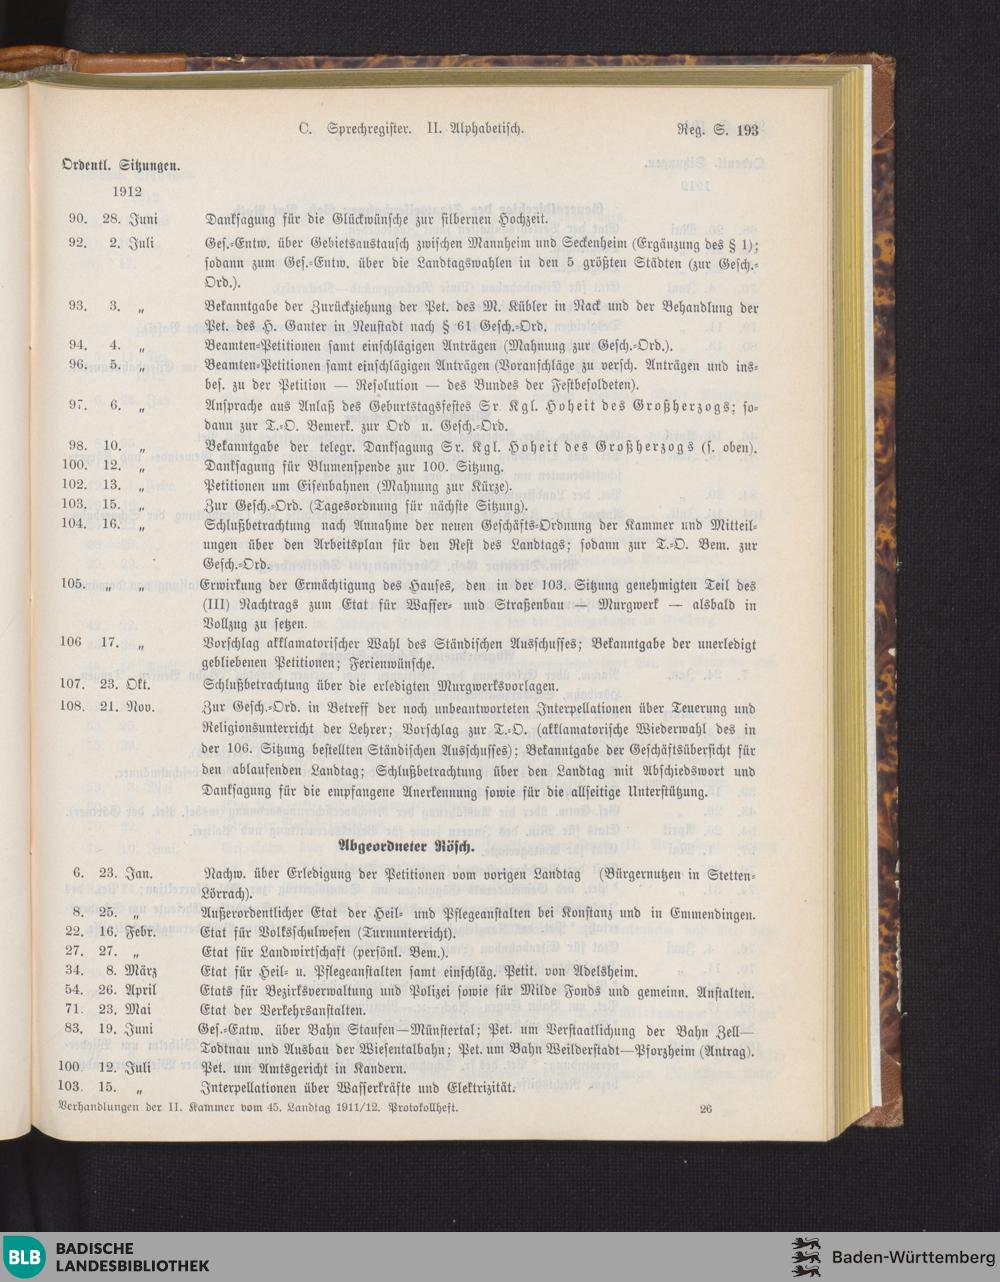 C. Sprechregister. II. Alphabetisch. Reg. S. 193
Ordentl. Sitzungen.
1912
90. 28. Juni Danksagung für die Glückwünsche zur silbernen Hochzeit.
92. 2. Juli Ges.=Entw. über Gebietsaustausch zwischen Mannheim und Seckenheim (Ergänzung des § 1);
sodann zum Ges.=Entw. über die Landtagswahlen in den 5 größten Städten (zur Gesch.=
Ord.).
93. 3. „ Bekanntgabe der Zurückziehung der Pet. des M. Kübler in Nack und der Behandlung der
Pet. des H. Ganter in Neustadt nach § 61 Gesch.=Ord.
94. 4. „ Beamten=Petitionen samt einschlägigen Anträgen (Mahnung zur Gesch.=Ord.).
96. 5. „ Beamten=Petitionen samt einschlägigen Anträgen (Voranschläge zu versch. Anträgen und ins=
bes. zu der Petition — Resolution — des Bundes der Festbesoldeten).
97. 6. „ Ansprache aus Anlaß des Geburtstagsfestes Sr. Kgl. Hoheit des Großherzogs; so=
dann zur T.=O. Bemerk. zur Ord u. Gesch.=Ord.
98. 10. „ Bekanntgabe der telegr. Danksagung Sr. Kgl. Hoheit des Großherzogs (s. oben).
100. 12. „ Danksagung für Blumenspende zur 100. Sitzung.
102. 13. „ Petitionen um Eisenbahnen (Mahnung zur Kürze).
103. 15. „ Zur Gesch.=Ord. (Tagesordnung für nächste Sitzung).
104. 16. „ Schlußbetrachtung nach Annahme der neuen Geschäfts=Ordnung der Kammer und Mitteil=
ungen über den Arbeitsplan für den Rest des Landtags; sodann zur T.=O. Bem. zur
Gesch.=Ord.
105. „ „ Erwirkung der Ermächtigung des Hauses, den in der 103. Sitzung genehmigten Teil des
(III) Nachtrags zum Etat für Wasser= und Straßenbau — Murgwerk — alsbald in
Vollzug zu setzen.
106 17. „ Vorschlag akklamatorischer Wahl des Ständischen Ausschusses; Bekanntgabe der unerledigt
gebliebenen Petitionen; Ferienwünsche.
107. 23. Okt. Schlußbetrachtung über die erledigten Murgwerksvorlagen.
108. 21. Nov. Zur Gesch.=Ord. in Betreff der noch unbeantworteten Interpellationen über Teuerung und
Religionsunterricht der Lehrer; Vorschlag zur T.=O. (akklamatorische Wiederwahl des in
der 106. Sitzung bestellten Ständischen Ausschusses); Bekanntgabe der Geschäftsübersicht für
den ablaufenden Landtag; Schlußbetrachtung über den Landtag mit Abschiedswort und
Danksagung für die empfangene Anerkennung sowie für die allseitige Unterstützung.
Abgeordneter Rösch.
6. 23. Jan. Nachw. über Erledigung der Petitionen vom vorigen Landtag (Bürgernutzen in Stetten=
Lörrach).
8. 25. „ Außerordentlicher Etat der Heil= und Pflegeanstalten bei Konstanz und in Emmendingen.
22. 16. Febr. Etat für Volksschulwesen (Turnunterricht).
27. 27. „ Etat für Landwirtschaft (persönl. Bem.).
34. 8. März Etat für Heil= u. Pflegeanstalten samt einschläg. Petit. von Adelsheim.
54. 26. April Etats für Bezirksverwaltung und Polizei sowie für Milde Fonds und gemeinn. Anstalten.
71. 23. Mai Etat der Verkehrsanstalten.
83. 19. Juni Ges.=Entw. über Bahn Staufen—Münstertal; Pet. um Verstaatlichung der Bahn Zell—
Todtnau und Ausbau der Wiesentalbahn; Pet. um Bahn Weilderstadt—Pforzheim (Antrag).
100. 12. Juli Pet. um Amtsgericht in Kandern.
103. 15. „ Interpellationen über Wasserkräfte und Elektrizität.
Verhandlungen der II. Kammer vom 45. Landtag 1911/12. Protokollheft. 26
BLB BADISCHE
LANDESBIBLIOTHEK
Baden-Württemberg